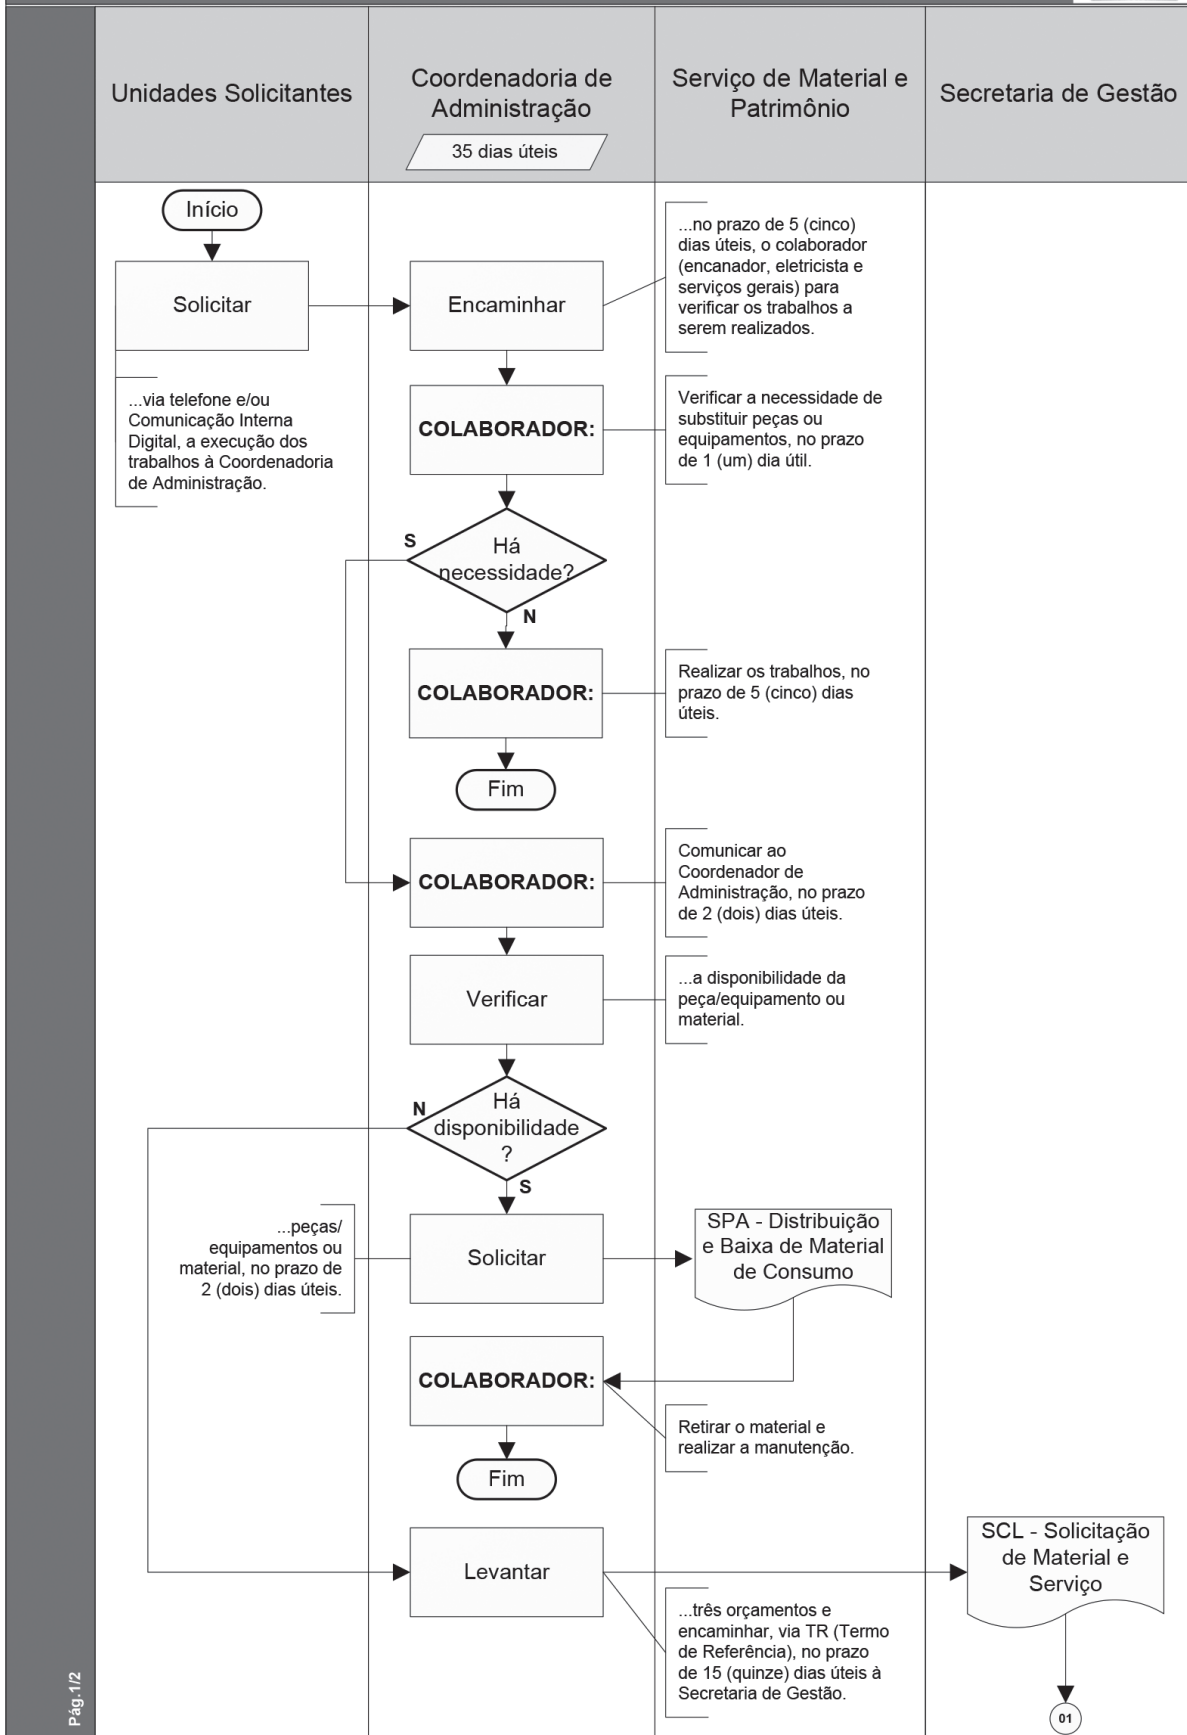 Unidades Solicitantes
Coordenadoria de
Administração
35 dias úteis
Serviço de Material e
Patrimônio
Secretaria de Gestão
Início
Solicitar
...via telefone e/ou
Comunicação Interna
Digital, a execução dos
trabalhos à Coordenadoria
de Administração.
Encaminhar
...no prazo de 5 (cinco)
dias úteis, o colaborador
(encanador, eletricista e
serviços gerais) para
verificar os trabalhos a
serem realizados.
COLABORADOR:
Verificar a necessidade de
substituir peças ou
equipamentos, no prazo
de 1 (um) dia útil.
S
Há
necessidade?
N
COLABORADOR:
Realizar os trabalhos, no
prazo de 5 (cinco) dias
úteis.
Fim
COLABORADOR:
Comunicar ao
Coordenador de
Administração, no prazo
de 2 (dois) dias úteis.
Verificar
...a disponibilidade da
peça/equipamento ou
material.
N
Há
disponibilidade
?
S
...peças/
equipamentos ou
material, no prazo de
2 (dois) dias úteis.
Solicitar
SPA - Distribuição
e Baixa de Material
de Consumo
COLABORADOR:
Retirar o material e
realizar a manutenção.
Fim
Levantar
...três orçamentos e
encaminhar, via TR (Termo
de Referência), no prazo
de 15 (quinze) dias úteis à
Secretaria de Gestão.
SCL - Solicitação
de Material e
Serviço
01
Pág.1/2